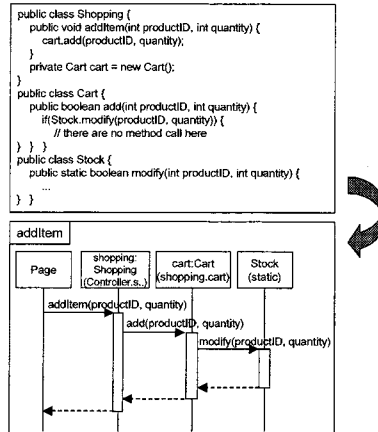 public class Shopping {
public void addItem(int productID, int quantity) {
cart.add(productID, quantity);
}
private Cart cart = new Cart();
}
public class Cart {
public boolean add(int productID, int quantity) {
if(Stock.modify(productID, quantity)) {
// there are no method call here
} } }
public class Stock {
public static boolean modify(int productID, int quantity) {
...
} }
addItem
Page
shopping:
Shopping
(Controller.s..)
cart:Cart
(shopping.cart)
Stock
(static)
addItem(productID, quantity)
add(productID, quantity)
modify(productID, quantity)